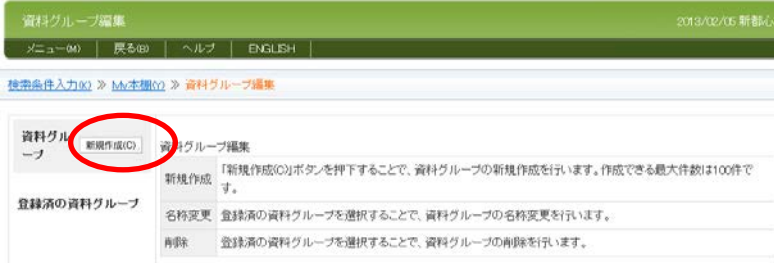 資料グループ編集
2013/02/05 新都心
メニュー(M) 戻る(B) ヘルプ ENGLISH
検索条件入力(K) ≫ My本棚(Y) ≫ 資料グループ編集
資料グル
ープ
新規作成(C)
資料グループ編集
新規作成 「新規作成(C)」ボタンを押下することで、資料グループの新規作成を行います。作成できる最大件数は100件で
す。
登録済の資料グループ
名称変更 登録済の資料グループを選択することで、資料グループの名称変更を行います。
削除 登録済の資料グループを選択することで、資料グループの削除を行います。